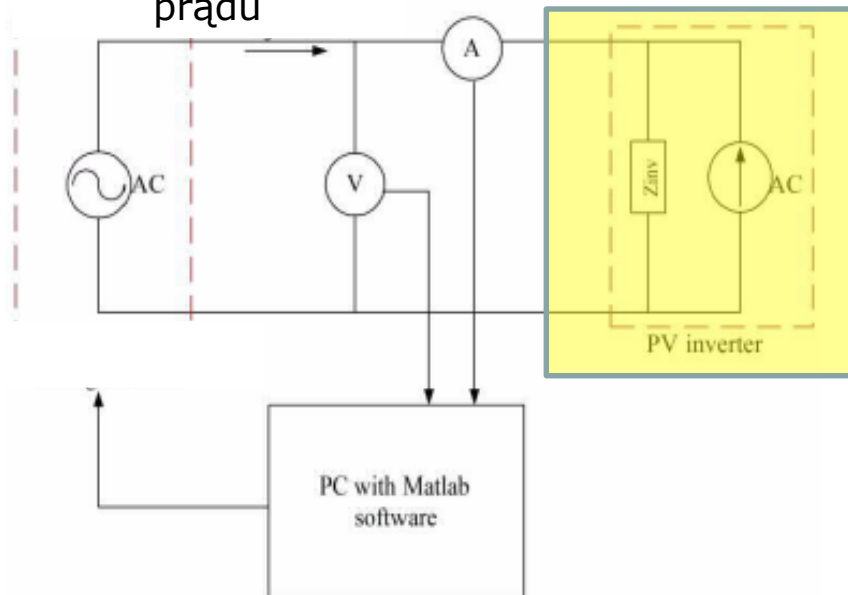 prądu
A
AC
V
Zinv
AC
PV inverter
PC with Matlab
software